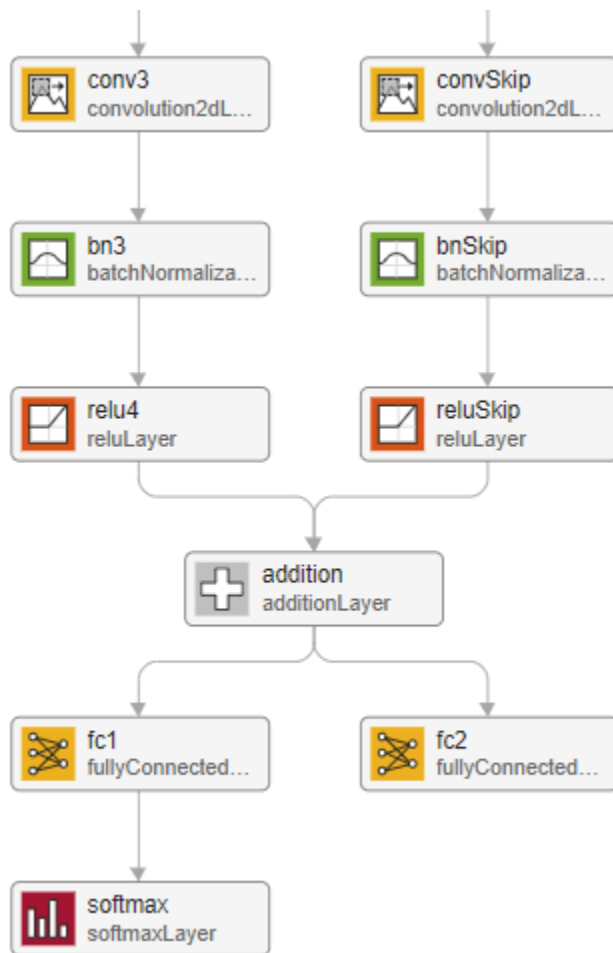 conv3
convolution2dL...
convSkip
convolution2dL...
bn3
batchNormaliza...
bnSkip
batchNormaliza...
relu4
reluLayer
reluSkip
reluLayer
addition
additionLayer
fc1
fullyConnected...
fc2
fullyConnected...
softmax
softmaxLayer